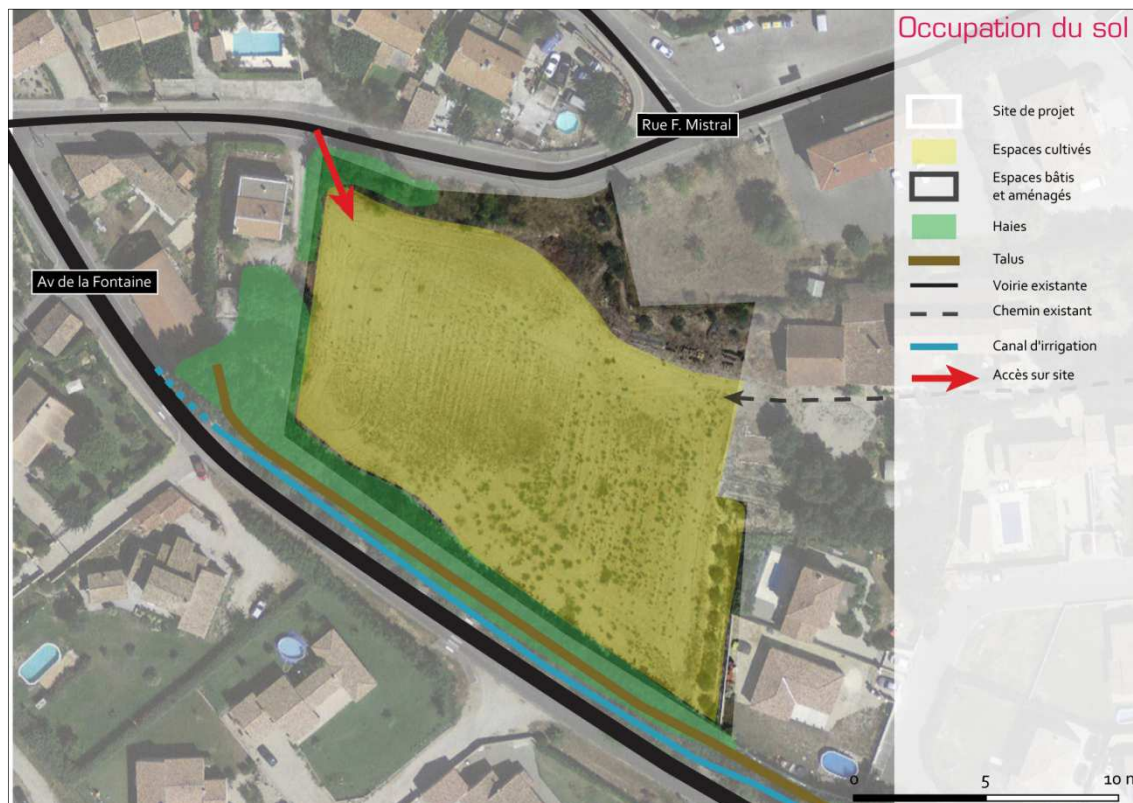 Occupation du sol
Site de projet
Espaces cultivés
Espaces bâtis
et aménagés
Haies
Talus
Voirie existante
Chemin existant
Canal d'irrigation
Accès sur site
Rue F. Mistral
Av de la Fontaine
0 5 10 m